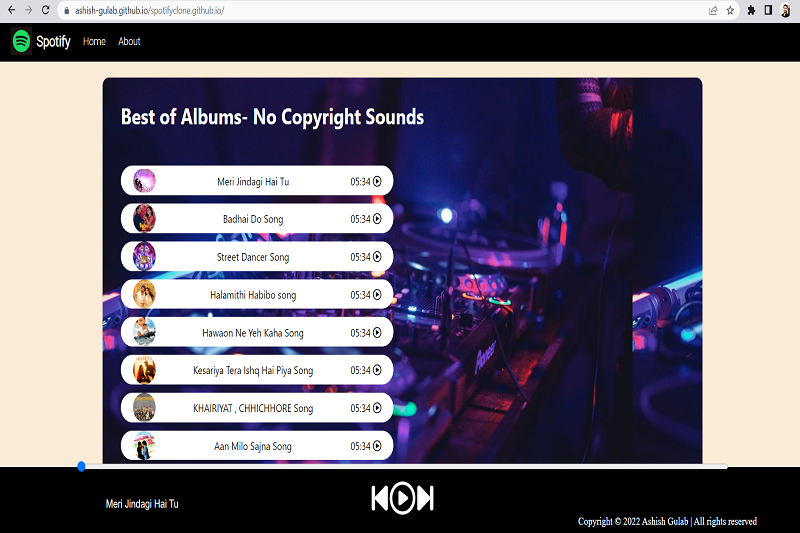 ashish-gulab.github.io/spotifyclone.github.io/
Spotify Home About
Best of Albums- No Copyright Sounds
Meri Jindagi Hai Tu 05:34
Badhai Do Song 05:34
Street Dancer Song 05:34
Halamithi Habibo song 05:34
Hawaon Ne Yeh Kaha Song 05:34
Kesariya Tera Ishq Hai Piya Song 05:34
KHAIRIYAT , CHHICHHORE Song 05:34
Aan Milo Sajna Song 05:34
Pioneer
Meri Jindagi Hai Tu
Copyright © 2022 Ashish Gulab | All rights reserved